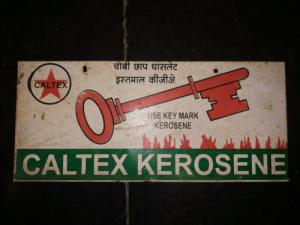 चाबी छाप घासलेट
इस्तमाल कीजीअे
CALTEX
USE KEY MARK
KEROSENE
CALTEX KEROSENE